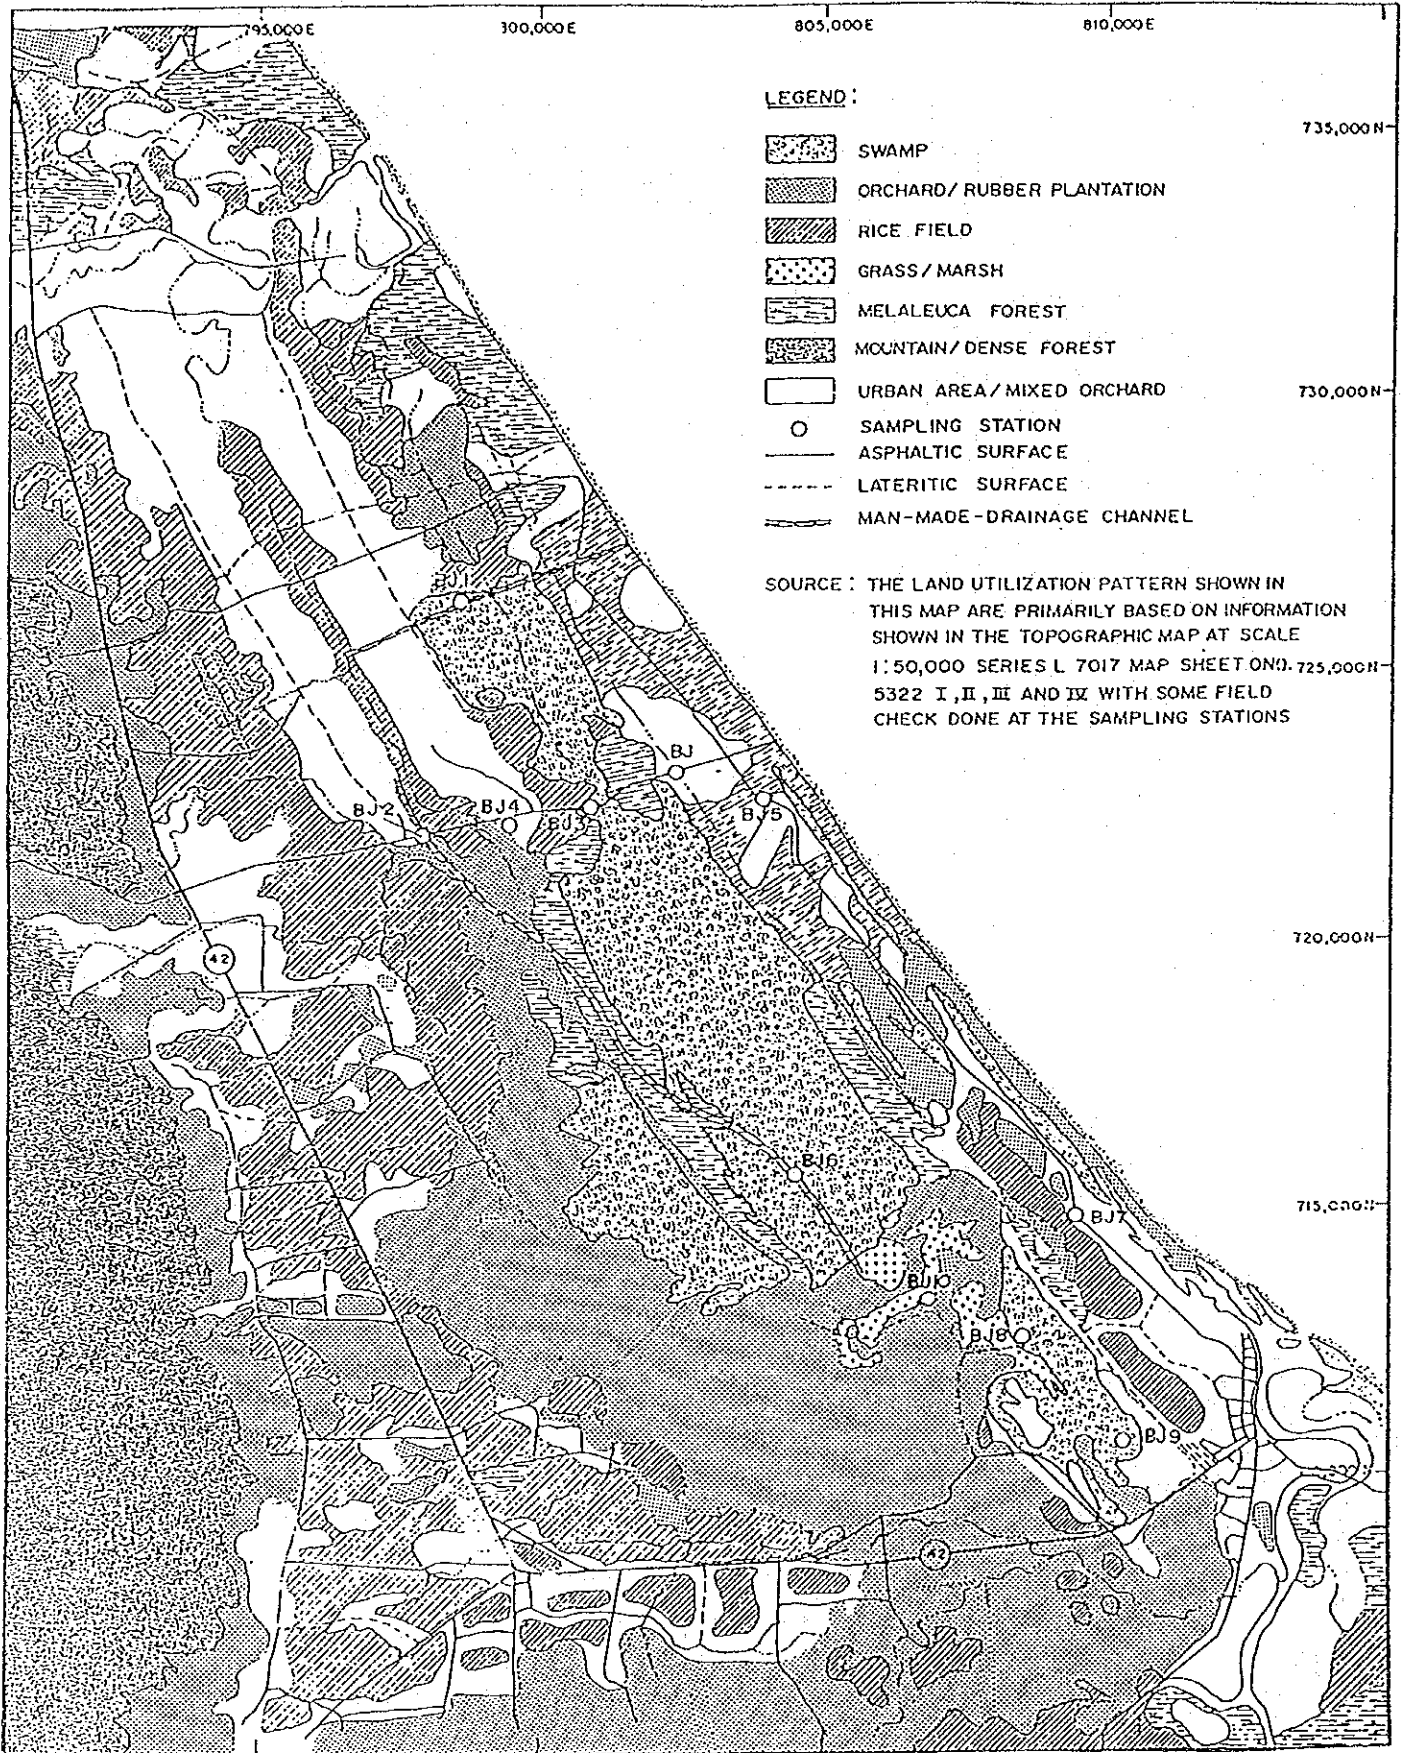 795,000E 800,000E 805,000E 810,000E
LEGEND :
735,000N
SWAMP
ORCHARD/ RUBBER PLANTATION
RICE FIELD
GRASS/MARSH
MELALEUCA FOREST
MOUNTAIN/DENSE FOREST
URBAN AREA/MIXED ORCHARD
730,000N
SAMPLING STATION
ASPHALTIC SURFACE
LATERITIC SURFACE
MAN-MADE-DRAINAGE CHANNEL
SOURCE : THE LAND UTILIZATION PATTERN SHOWN IN
THIS MAP ARE PRIMARILY BASED ON INFORMATION
SHOWN IN THE TOPOGRAPHIC MAP AT SCALE
1:50,000 SERIES L 7017 MAP SHEET
725,000N
5322 I, II, III AND IV WITH SOME FIELD
CHECK DONE AT THE SAMPLING STATIONS
BJ1
BJ
BJ2
BJ4
BJ3
BJ5
720,000N
42
BJ6
715,000N
BJ7
BJ8
BJ9
42